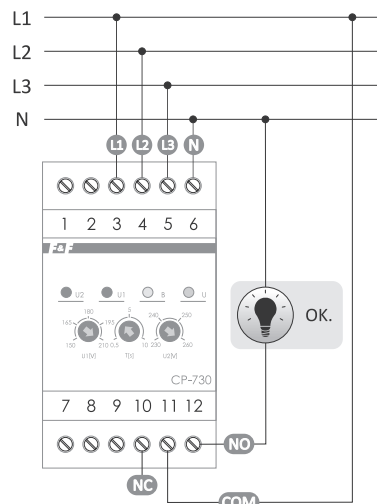 L1
L2
L3
N
L1 L2 L3 N
1 2 3 4 5 6
F&F
U2 U1 B U
180 5 240 250
165 195
150 210 0,5 10 230 260
U1[V] T[s] U2[V]
OK.
CP-730
7 8 9 10 11 12
NO
NC
COM